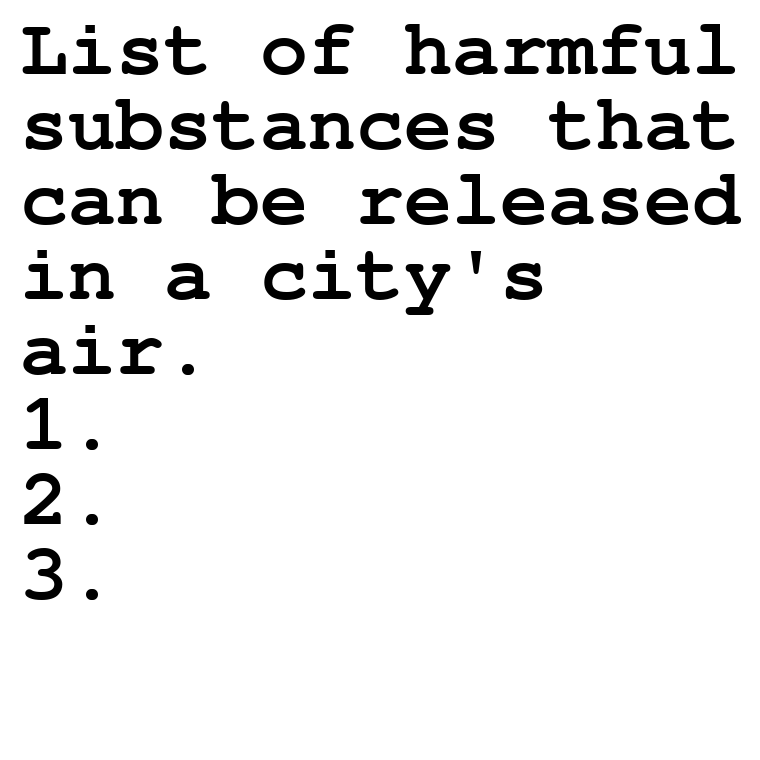 List of harmful
substances that
can be released
in a city's
air.
1.
2.
3.